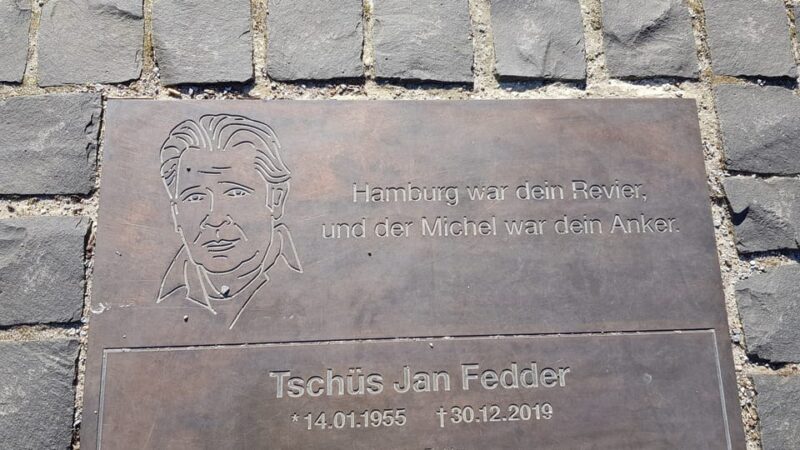 Hamburg war dein Revier,
und der Michel war dein Anker.
Tschüs Jan Fedder
*14.01.1955 †30.12.2019